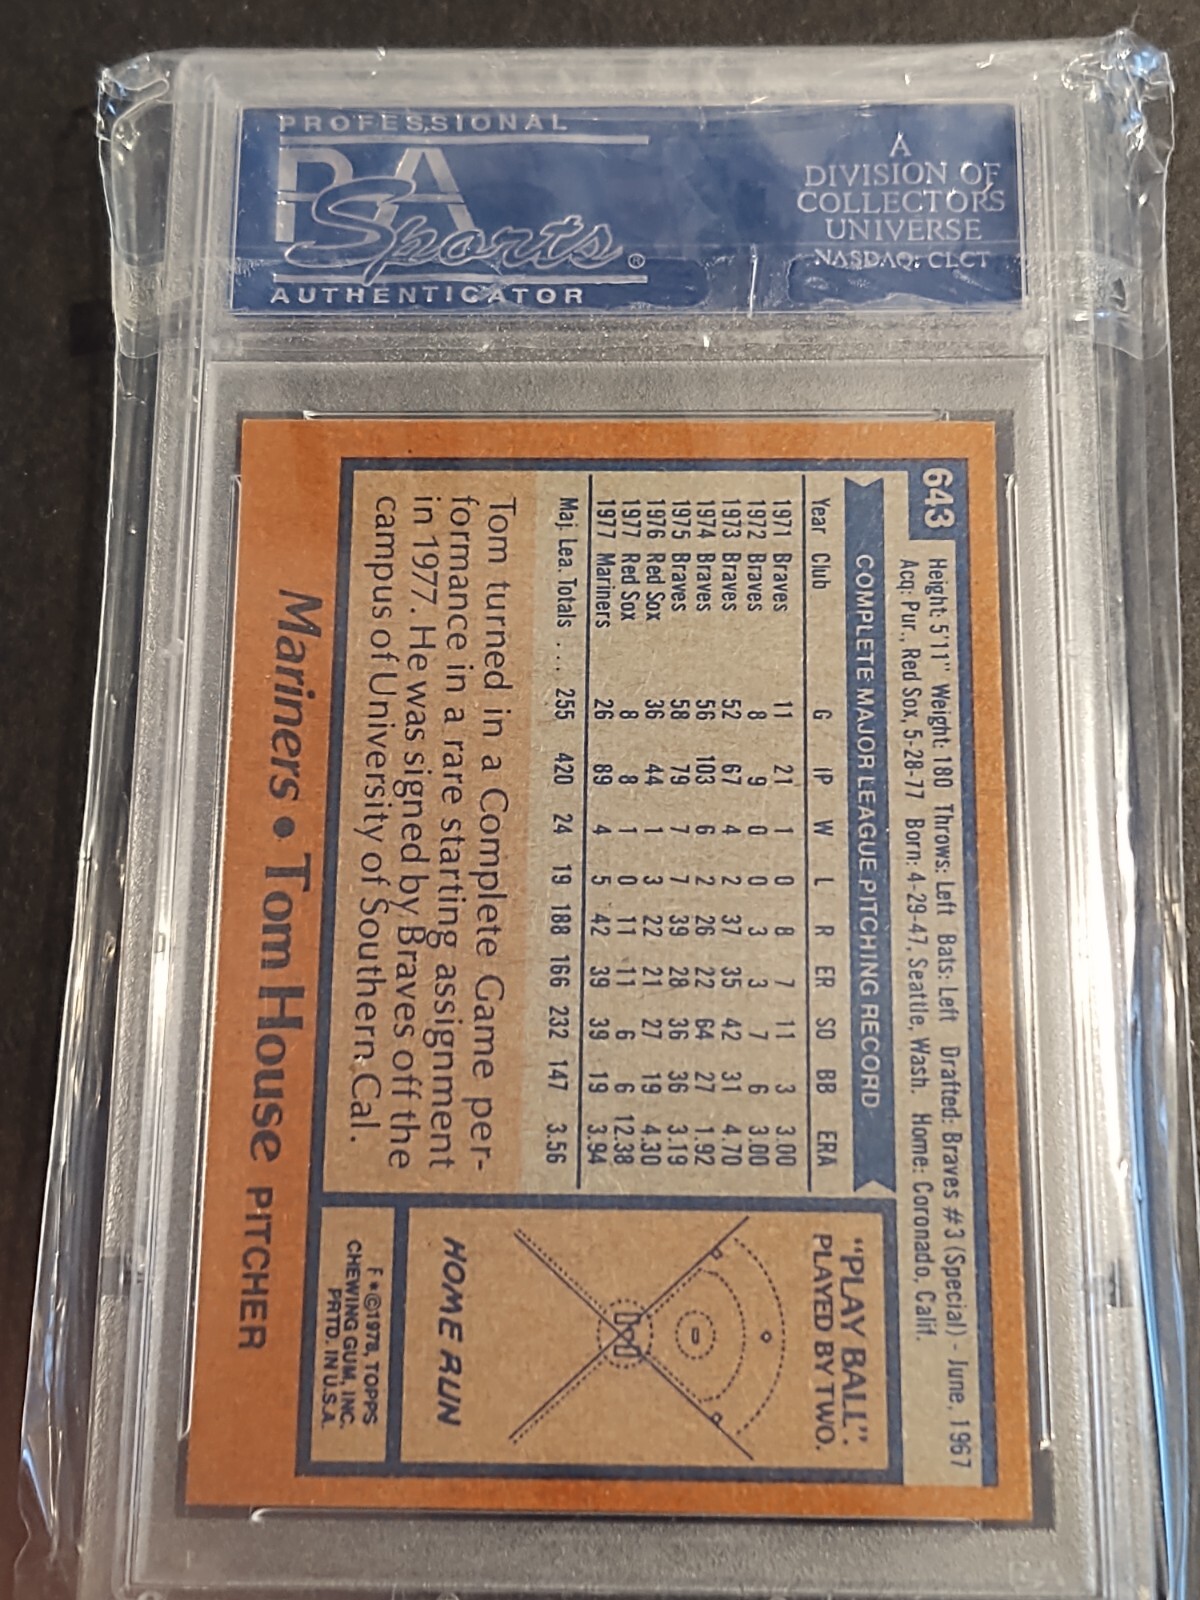 PROFESSIONAL
PSA
Sports®
AUTHENTICATOR
A
DIVISION OF
COLLECTORS
UNIVERSE
NASDAQ: CLCT
643
Height: 5'11" Weight: 180 Throws: Left Bats: Left Drafted: Braves #3 (Special) - June, 1967
Acq: Pur., Red Sox, 5-28-77 Born: 4-29-47, Seattle, Wash. Home: Coronado, Calif.
COMPLETE MAJOR LEAGUE PITCHING RECORD
Year Club G IP W L R ER SO BB ERA
1971 Braves 11 21 1 0 8 7 11 3 3.00
1972 Braves 8 9 0 0 3 3 7 6 3.00
1973 Braves 52 67 4 2 37 35 42 31 4.70
1974 Braves 56 103 6 2 26 22 64 27 1.92
1975 Braves 58 79 7 7 39 28 36 36 3.19
1976 Red Sox 36 44 1 3 22 21 27 19 4.30
1977 Red Sox 8 8 1 0 11 11 6 6 12.38
1977 Mariners 26 89 4 5 42 39 39 19 3.94
Maj. Lea. Totals .... 255 420 24 19 188 166 232 147 3.56
Tom turned in a Complete Game per-
formance in a rare starting assignment
in 1977. He was signed by Braves off the
campus of University of Southern Cal.
"PLAY BALL".
PLAYED BY TWO.
HOME RUN
F**©1978, TOPPS
CHEWING GUM, INC.
PRTD. IN U.S.A.
Mariners • Tom House PITCHER